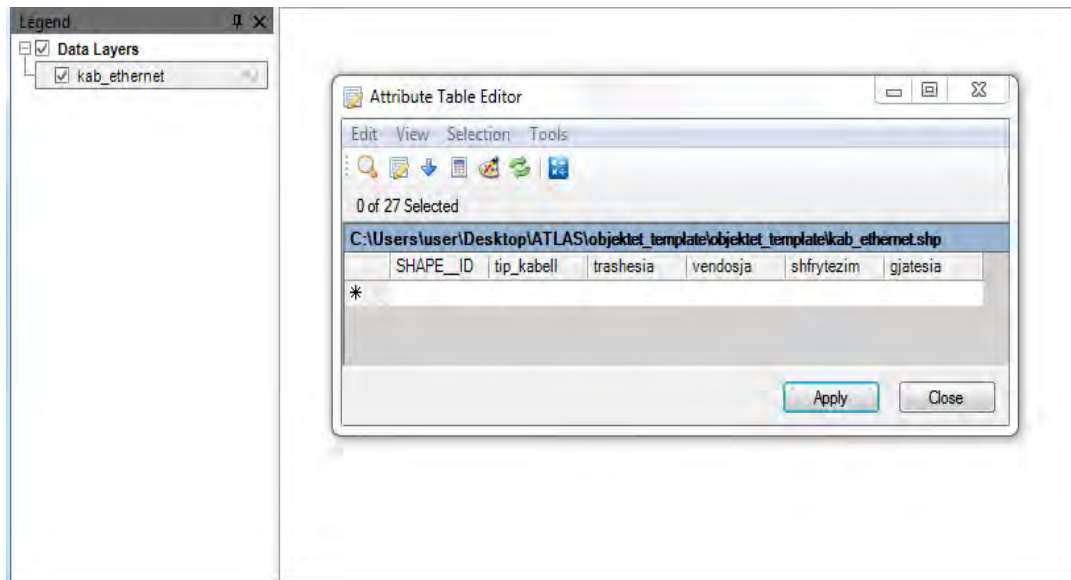 Legend
Data Layers
kab_ethernet
Attribute Table Editor
Edit View Selection Tools
0 of 27 Selected
C:\Users\user\Desktop\ATLAS\objektet_template\objektet_template\kab_ethernet.shp
SHAPE__ID tip_kabell trashesia vendosja shfrytezim gjatesia
Apply Close